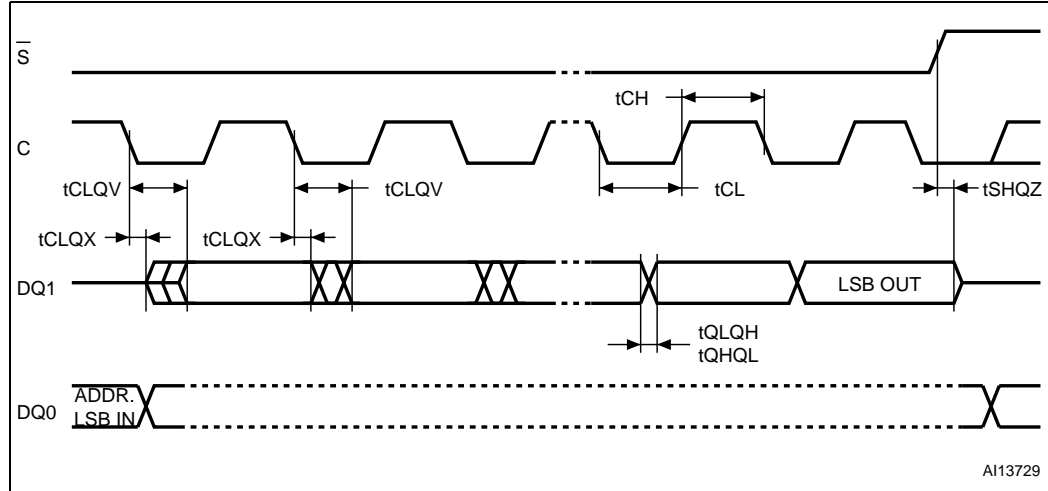 S
tCH
C
tCLQV
tCLQV
tCL
tSHQZ
tCLQX
tCLQX
DQ1
LSB OUT
tQLQH
tQHQL
ADDR.
DQ0
LSB IN
AI13729